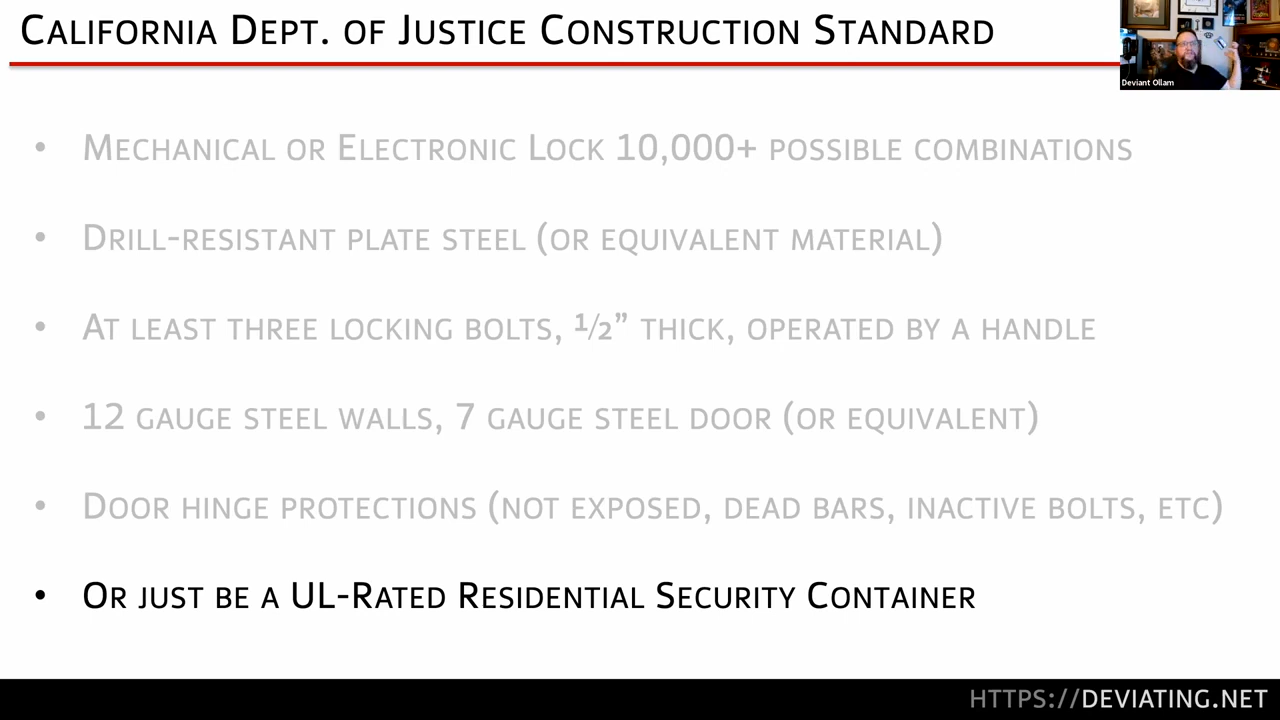 California Dept. of Justice Construction Standard
Deviant Ollam
• Mechanical or Electronic Lock 10,000+ possible combinations
• Drill-resistant plate steel (or equivalent material)
• At least three locking bolts, ½” thick, operated by a handle
• 12 gauge steel walls, 7 gauge steel door (or equivalent)
• Door hinge protections (not exposed, dead bars, inactive bolts, etc)
• Or just be a UL-Rated Residential Security Container
https://deviating.net